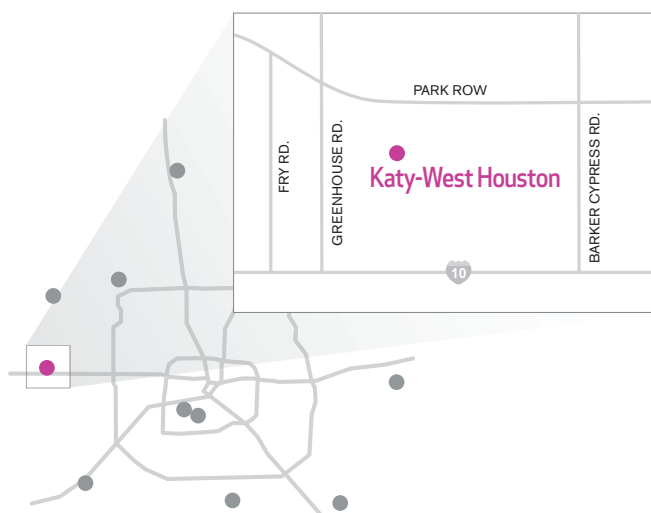 PARK ROW
FRY RD.
GREENHOUSE RD.
BARKER CYPRESS RD.
Katy-West Houston
10